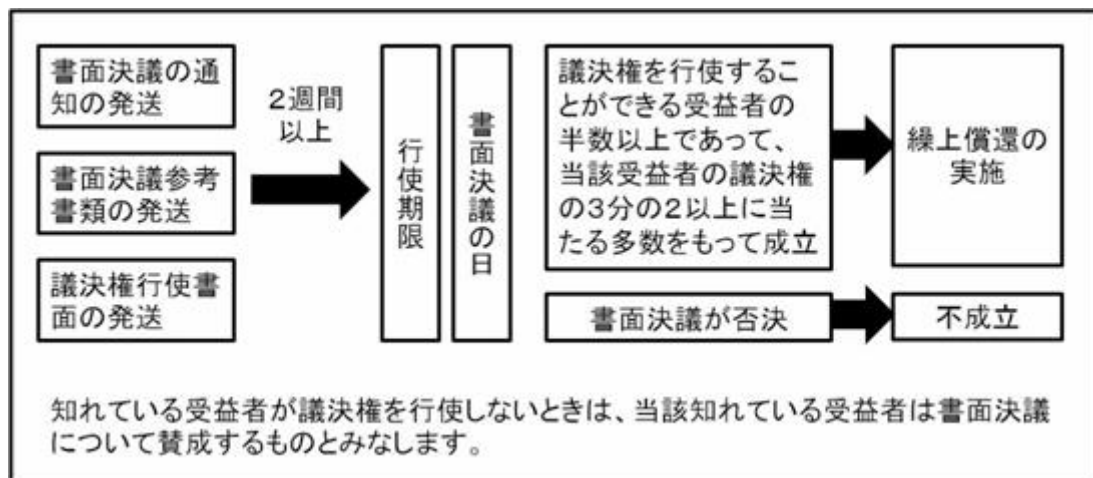 書面決議の通
知の発送
書面決議参考
書類の発送
議決権行使書
面の発送
２週間
以上
行使期限
書面決議の日
議決権を行使するこ
とができる受益者の
半数以上であって、
当該受益者の議決権
の３分の２以上に当
たる多数をもって成立
繰上償還の
実施
書面決議が否決
不成立
知れている受益者が議決権を行使しないときは、当該知れている受益者は書面決議
について賛成するものとみなします。